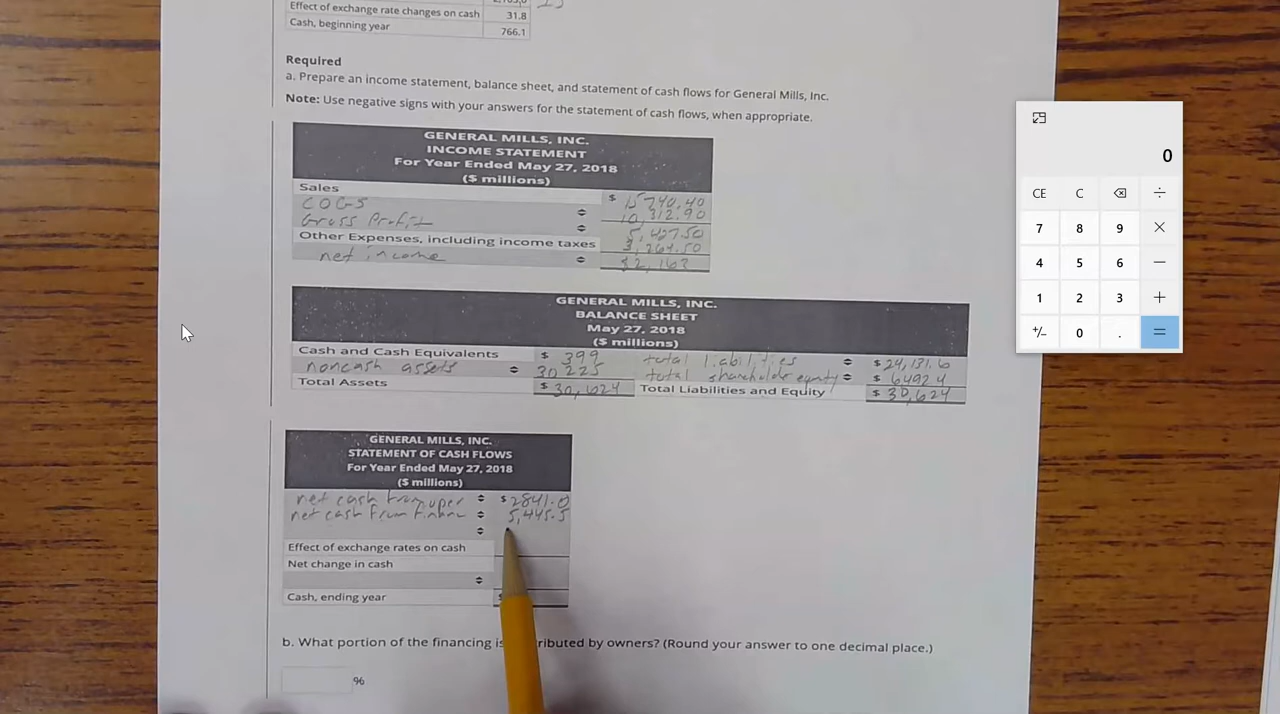 Effect of exchange rate changes on cash 31.8
Cash, beginning year 766.1
Required
a. Prepare an income statement, balance sheet, and statement of cash flows for General Mills, Inc.
Note: Use negative signs with your answers for the statement of cash flows, when appropriate.
GENERAL MILLS, INC.
INCOME STATEMENT
For Year Ended May 27, 2018
($ millions)
Sales $ 15740.40
COGS 10,312.90
Gross Profit 5,427.50
Other Expenses, including income taxes 3,264.50
net income $2,163
GENERAL MILLS, INC.
BALANCE SHEET
May 27, 2018
($ millions)
Cash and Cash Equivalents $ 399 total liabilities $24,131.6
noncash assets 30 225 total shareholder equity $ 6492.4
Total Assets $ 30,624 Total Liabilities and Equity $ 30,624
GENERAL MILLS, INC.
STATEMENT OF CASH FLOWS
For Year Ended May 27, 2018
($ millions)
net cash from oper $2841.0
net cash from financ 5,445.5
Effect of exchange rates on cash
Net change in cash
Cash, ending year $
b. What portion of the financing is by owners? (Round your answer to one decimal place.)
%
0
CE C ⌫ ÷
7 8 9 ×
4 5 6 −
1 2 3 +
+/− 0 . =